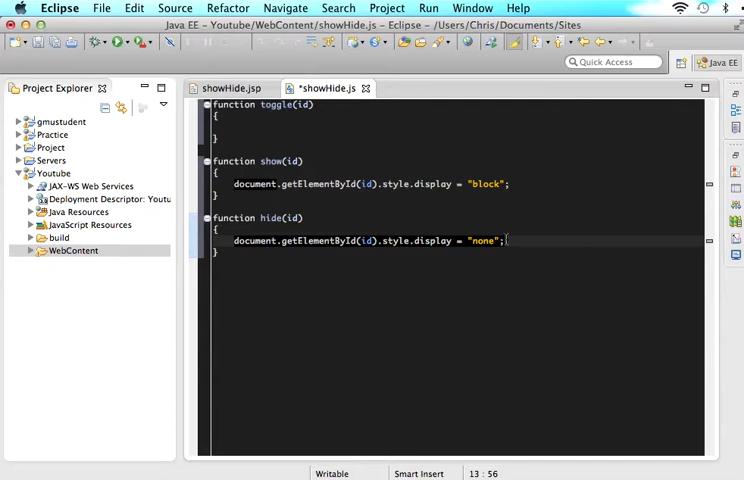 Eclipse File Edit Source Refactor Navigate Search Project Run Window Help
Java EE - Youtube/WebContent/showHide.js - Eclipse - /Users/Chris/Documents/Sites
Quick Access
Java EE
Project Explorer
showHide.jsp
*showHide.js
gmustudent
Practice
Project
Servers
Youtube
JAX-WS Web Services
Deployment Descriptor: Youtu
Java Resources
JavaScript Resources
build
WebContent
function toggle(id)
{
}
function show(id)
{
document.getElementById(id).style.display = "block";
}
function hide(id)
{
document.getElementById(id).style.display = "none";
}
Writable
Smart Insert
13 : 56